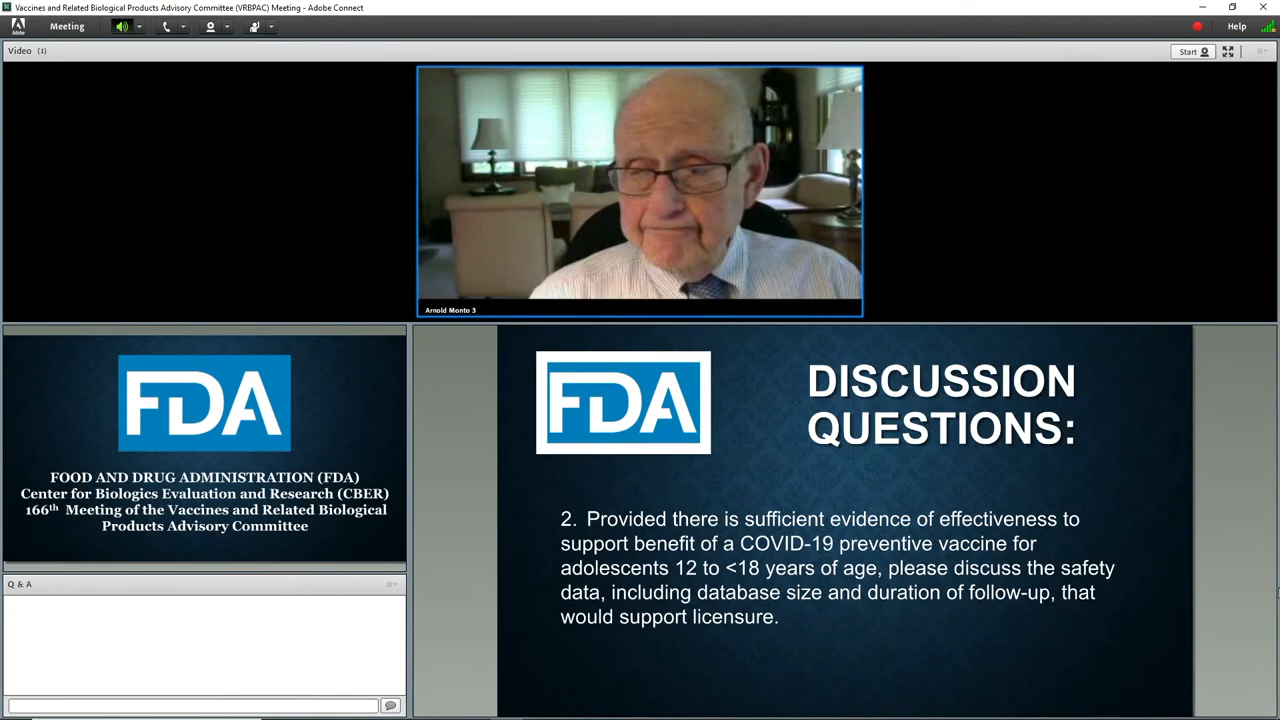 Vaccines and Related Biological Products Advisory Committee (VRBPAC) Meeting - Adobe Connect
Adobe
Meeting
Help
Video (1)
Start
Arnold Monto 3
FDA
FOOD AND DRUG ADMINISTRATION (FDA)
Center for Biologics Evaluation and Research (CBER)
166th Meeting of the Vaccines and Related Biological
Products Advisory Committee
Q & A
FDA
DISCUSSION
QUESTIONS:
2. Provided there is sufficient evidence of effectiveness to
support benefit of a COVID-19 preventive vaccine for
adolescents 12 to <18 years of age, please discuss the safety
data, including database size and duration of follow-up, that
would support licensure.